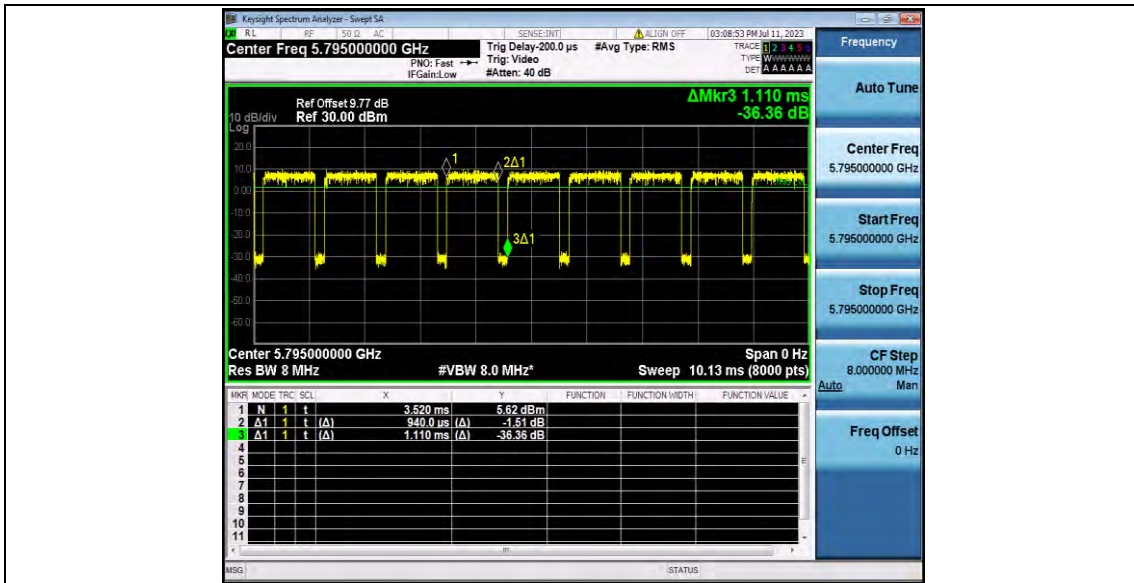 Keysight Spectrum Analyzer - Swept SA
RL RF 50 Ω AC SENSE:INT ALIGN OFF 03:08:53 PM Jul 11, 2023
Center Freq 5.795000000 GHz
PNO: Fast
IFGain:Low
Trig Delay-200.0 µs
Trig: Video
#Atten: 40 dB
#Avg Type: RMS
TRACE 1 2 3 4 5 6
TYPE WWWWWW
DET A A A A A A
Frequency
Auto Tune
Center Freq
5.795000000 GHz
Start Freq
5.795000000 GHz
Stop Freq
5.795000000 GHz
CF Step
8.000000 MHz
Auto Man
Freq Offset
0 Hz
ΔMkr3 1.110 ms
-36.36 dB
Ref Offset 9.77 dB
10 dB/div Ref 30.00 dBm
Log
20.0
10.0
0.00
-10.0
-20.0
-30.0
-40.0
-50.0
-60.0
1
2Δ1
3Δ1
Center 5.795000000 GHz Span 0 Hz
Res BW 8 MHz #VBW 8.0 MHz* Sweep 10.13 ms (8000 pts)
MKR MODE TRC SCL X Y FUNCTION FUNCTION WIDTH FUNCTION VALUE
1 N 1 t 3.520 ms 5.62 dBm
2 Δ1 1 t (Δ) 940.0 µs (Δ) -1.51 dB
3 Δ1 1 t (Δ) 1.110 ms (Δ) -36.36 dB
4
5
6
7
8
9
10
11
MSG STATUS